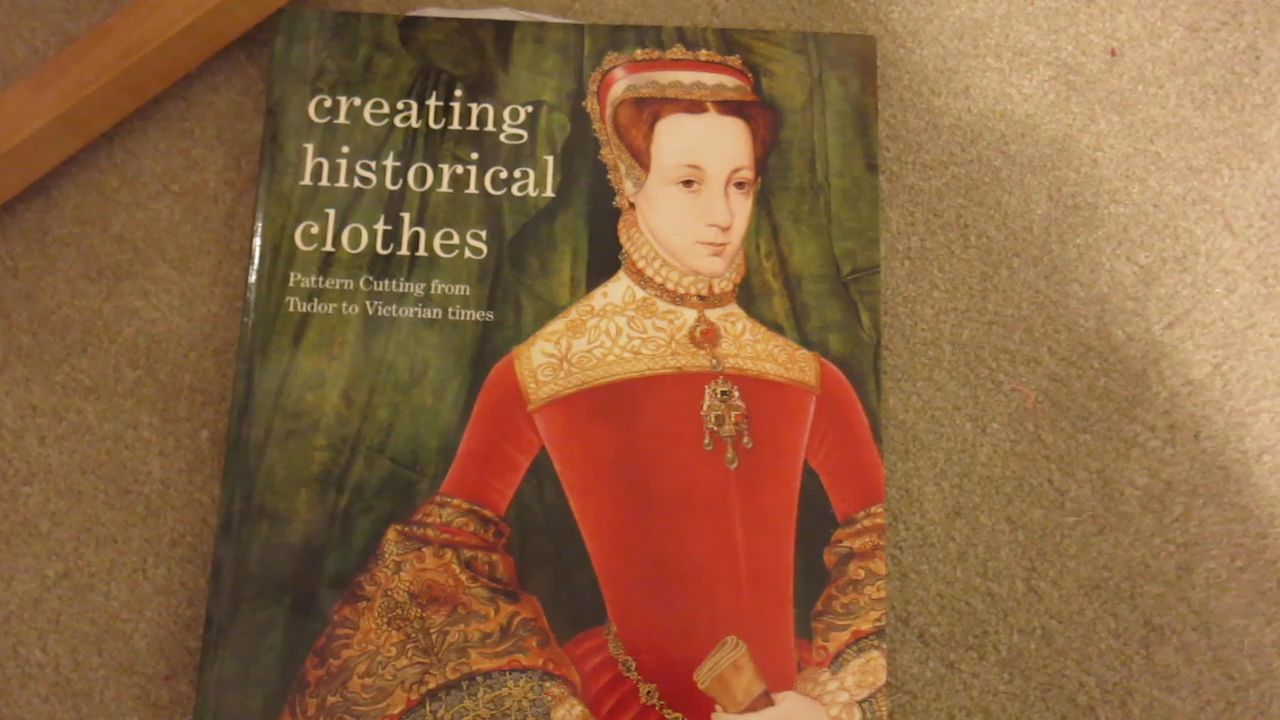 creating
historical
clothes
Pattern Cutting from
Tudor to Victorian times